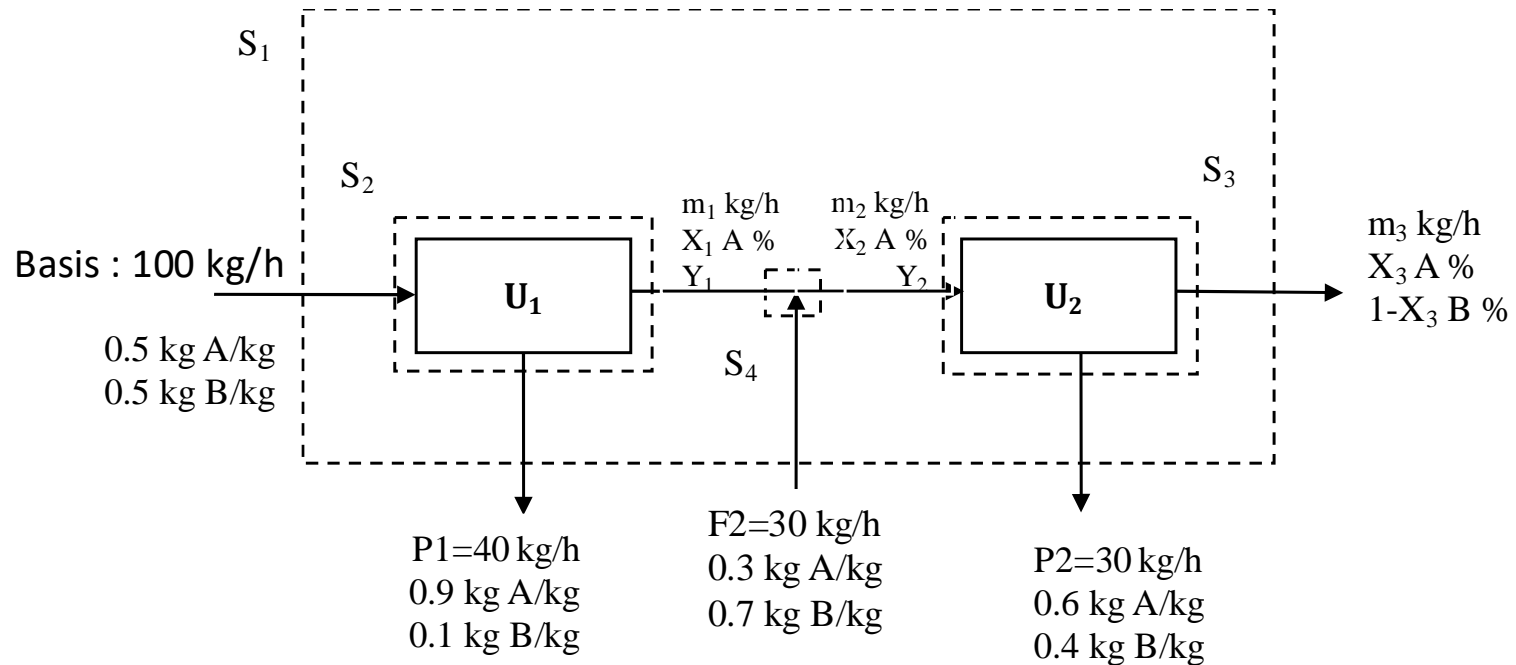 S₁
S₂
S₃
m₁ kg/h
X₁ A %
Y₁
m₂ kg/h
X₂ A %
Y₂
m₃ kg/h
X₃ A %
1-X₃ B %
Basis : 100 kg/h
U₁
U₂
0.5 kg A/kg
0.5 kg B/kg
S₄
P1=40 kg/h
0.9 kg A/kg
0.1 kg B/kg
F2=30 kg/h
0.3 kg A/kg
0.7 kg B/kg
P2=30 kg/h
0.6 kg A/kg
0.4 kg B/kg